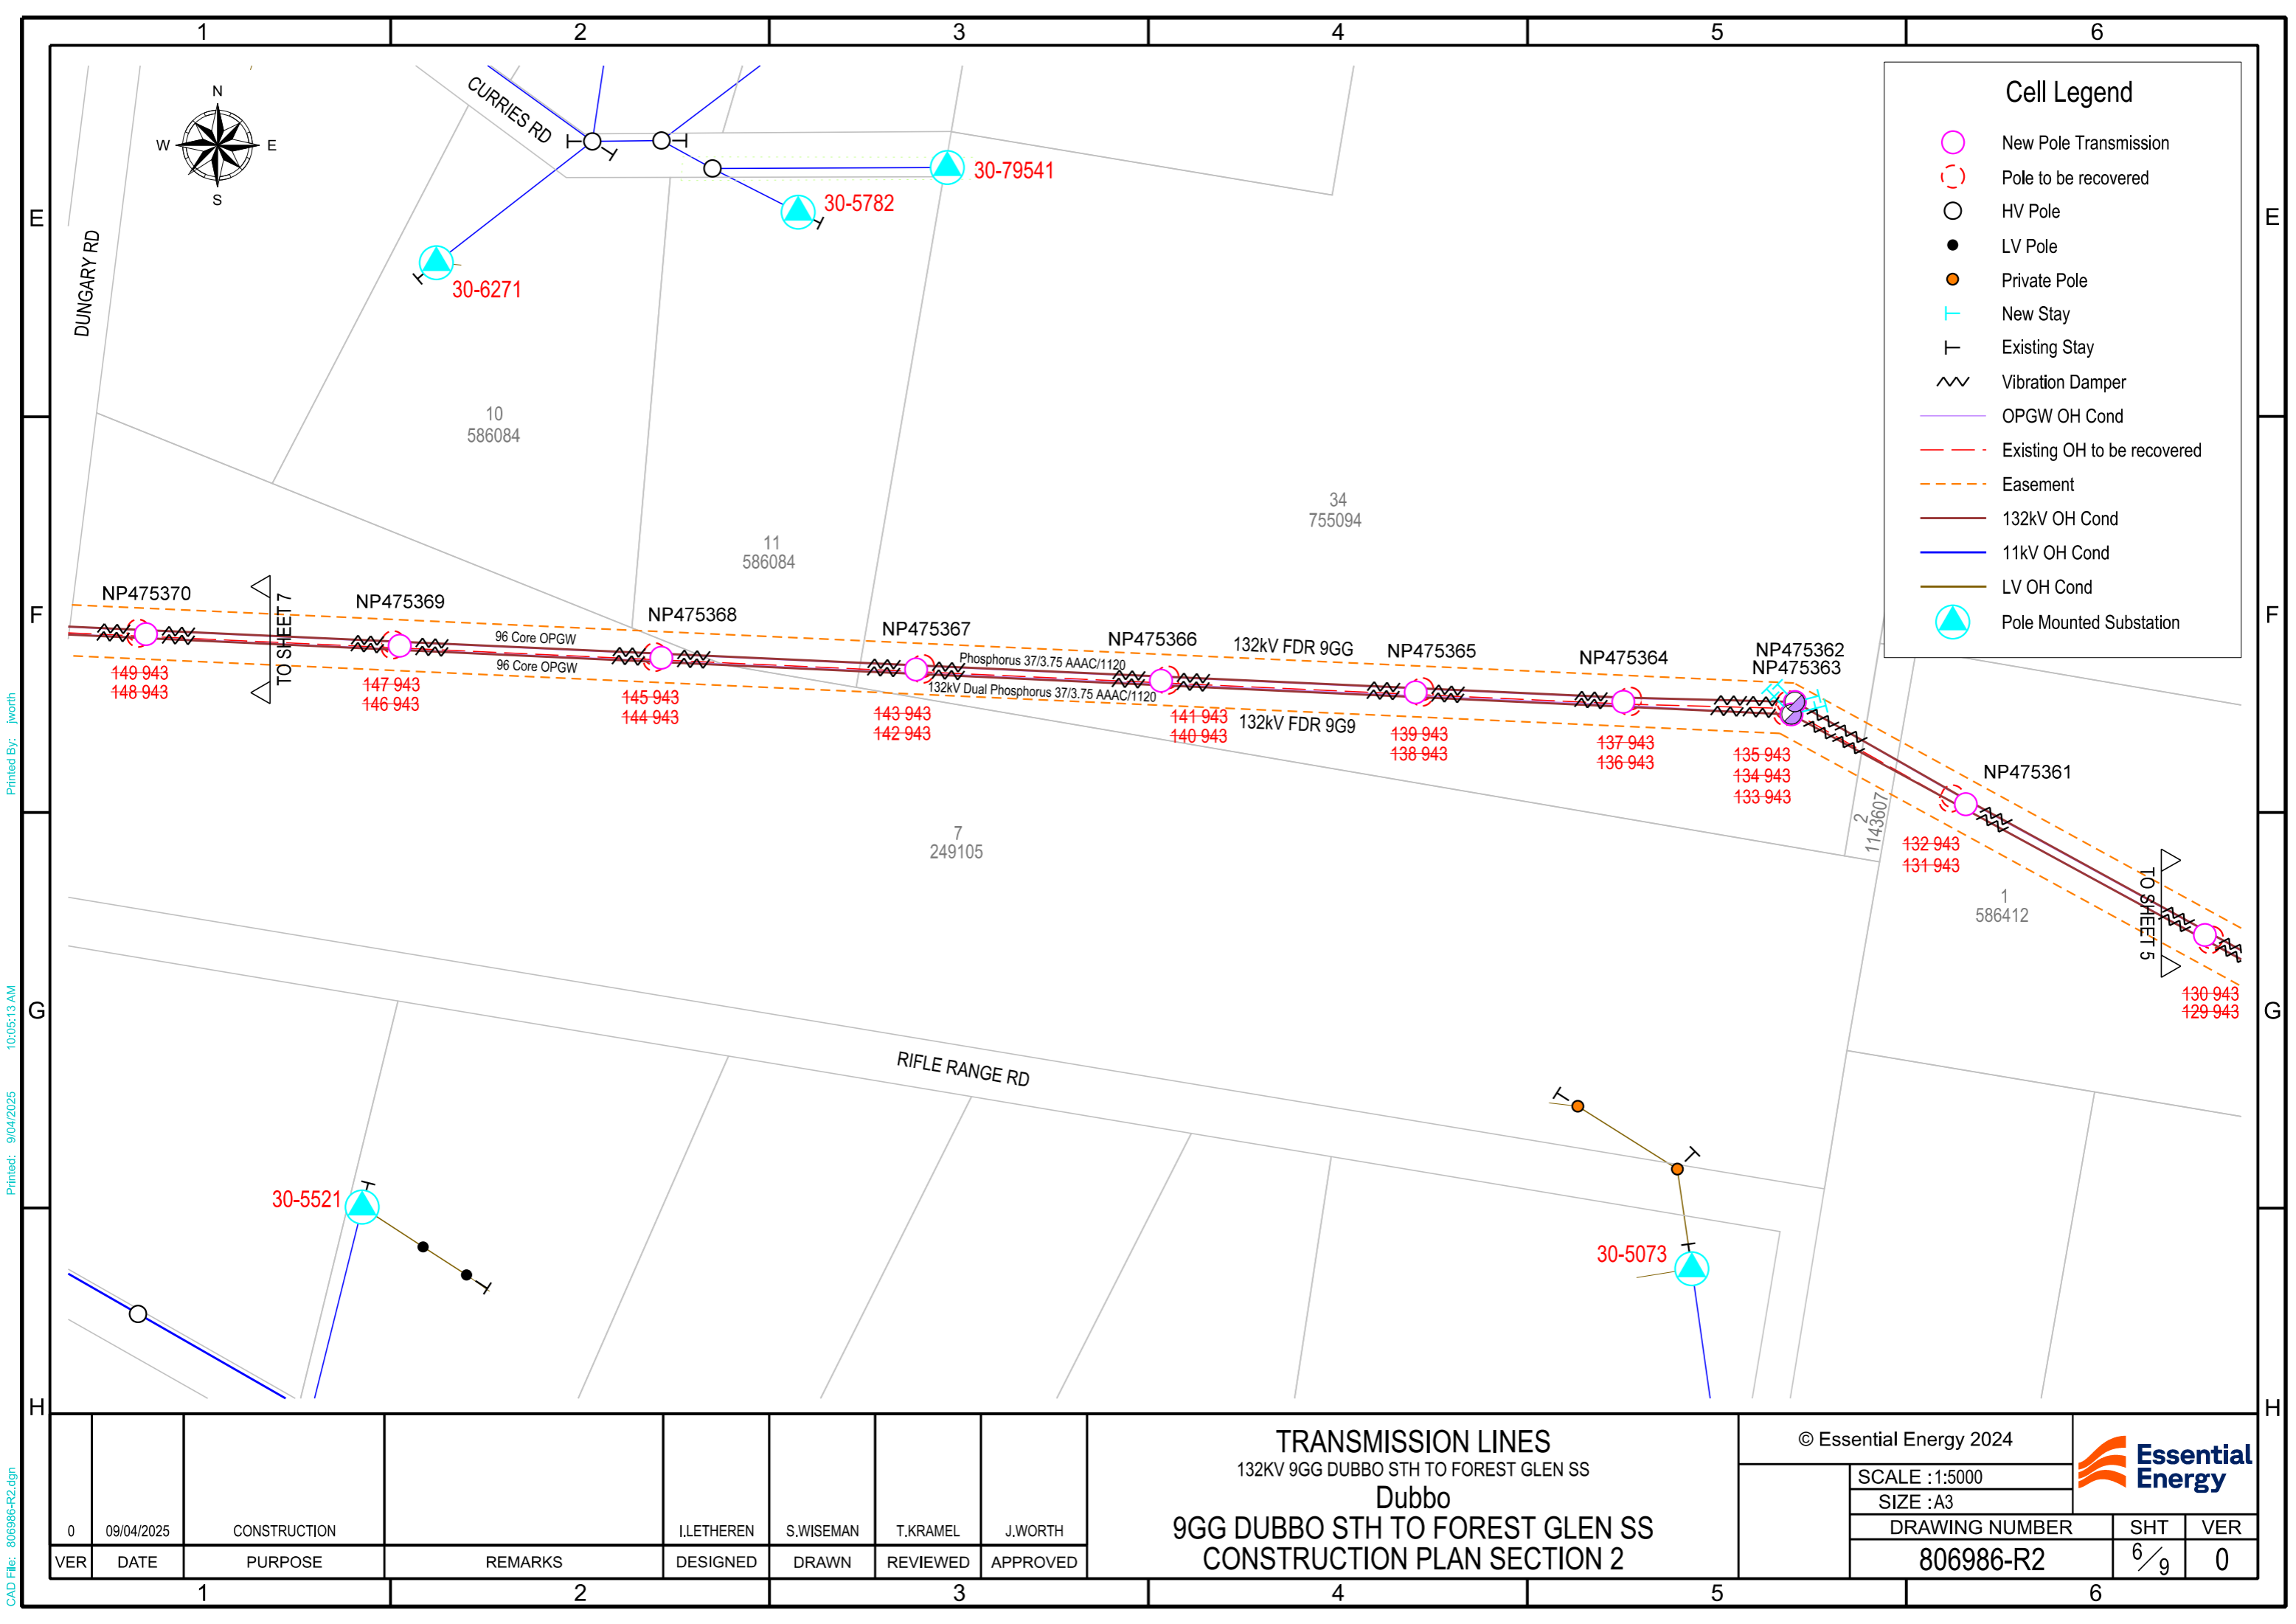 1 2 3 4 5 6
E
F
G
H
E
F
G
H
N
W E
S
CURRIES RD
DUNGARY RD
30-79541
30-5782
30-6271
Cell Legend
New Pole Transmission
Pole to be recovered
HV Pole
LV Pole
Private Pole
New Stay
Existing Stay
Vibration Damper
OPGW OH Cond
Existing OH to be recovered
Easement
132kV OH Cond
11kV OH Cond
LV OH Cond
Pole Mounted Substation
10
586084
11
586084
34
755094
NP475370
TO SHEET 7
NP475369
NP475368
NP475367
NP475366
132kV FDR 9GG
NP475365
NP475364
NP475362
NP475363
NP475361
96 Core OPGW
96 Core OPGW
Phosphorus 37/3.75 AAAC/1120
132kV Dual Phosphorus 37/3.75 AAAC/1120
132kV FDR 9G9
149 943
148 943
147 943
146 943
145 943
144 943
143 943
142 943
141 943
140 943
139 943
138 943
137 943
136 943
135 943
134 943
133 943
132 943
131 943
130 943
129 943
2
1143607
7
249105
1
586412
TO SHEET 5
RIFLE RANGE RD
30-5521
30-5073
Printed By: jworth
Printed: 9/04/2025 10:05:13 AM
CAD File: 806986-R2.dgn
0 09/04/2025 CONSTRUCTION I.LETHEREN S.WISEMAN T.KRAMEL J.WORTH
VER DATE PURPOSE REMARKS DESIGNED DRAWN REVIEWED APPROVED
TRANSMISSION LINES
132KV 9GG DUBBO STH TO FOREST GLEN SS
Dubbo
9GG DUBBO STH TO FOREST GLEN SS
CONSTRUCTION PLAN SECTION 2
© Essential Energy 2024
SCALE :1:5000
SIZE :A3
Essential
Energy
DRAWING NUMBER SHT VER
806986-R2 6/9 0
1 2 3 4 5 6